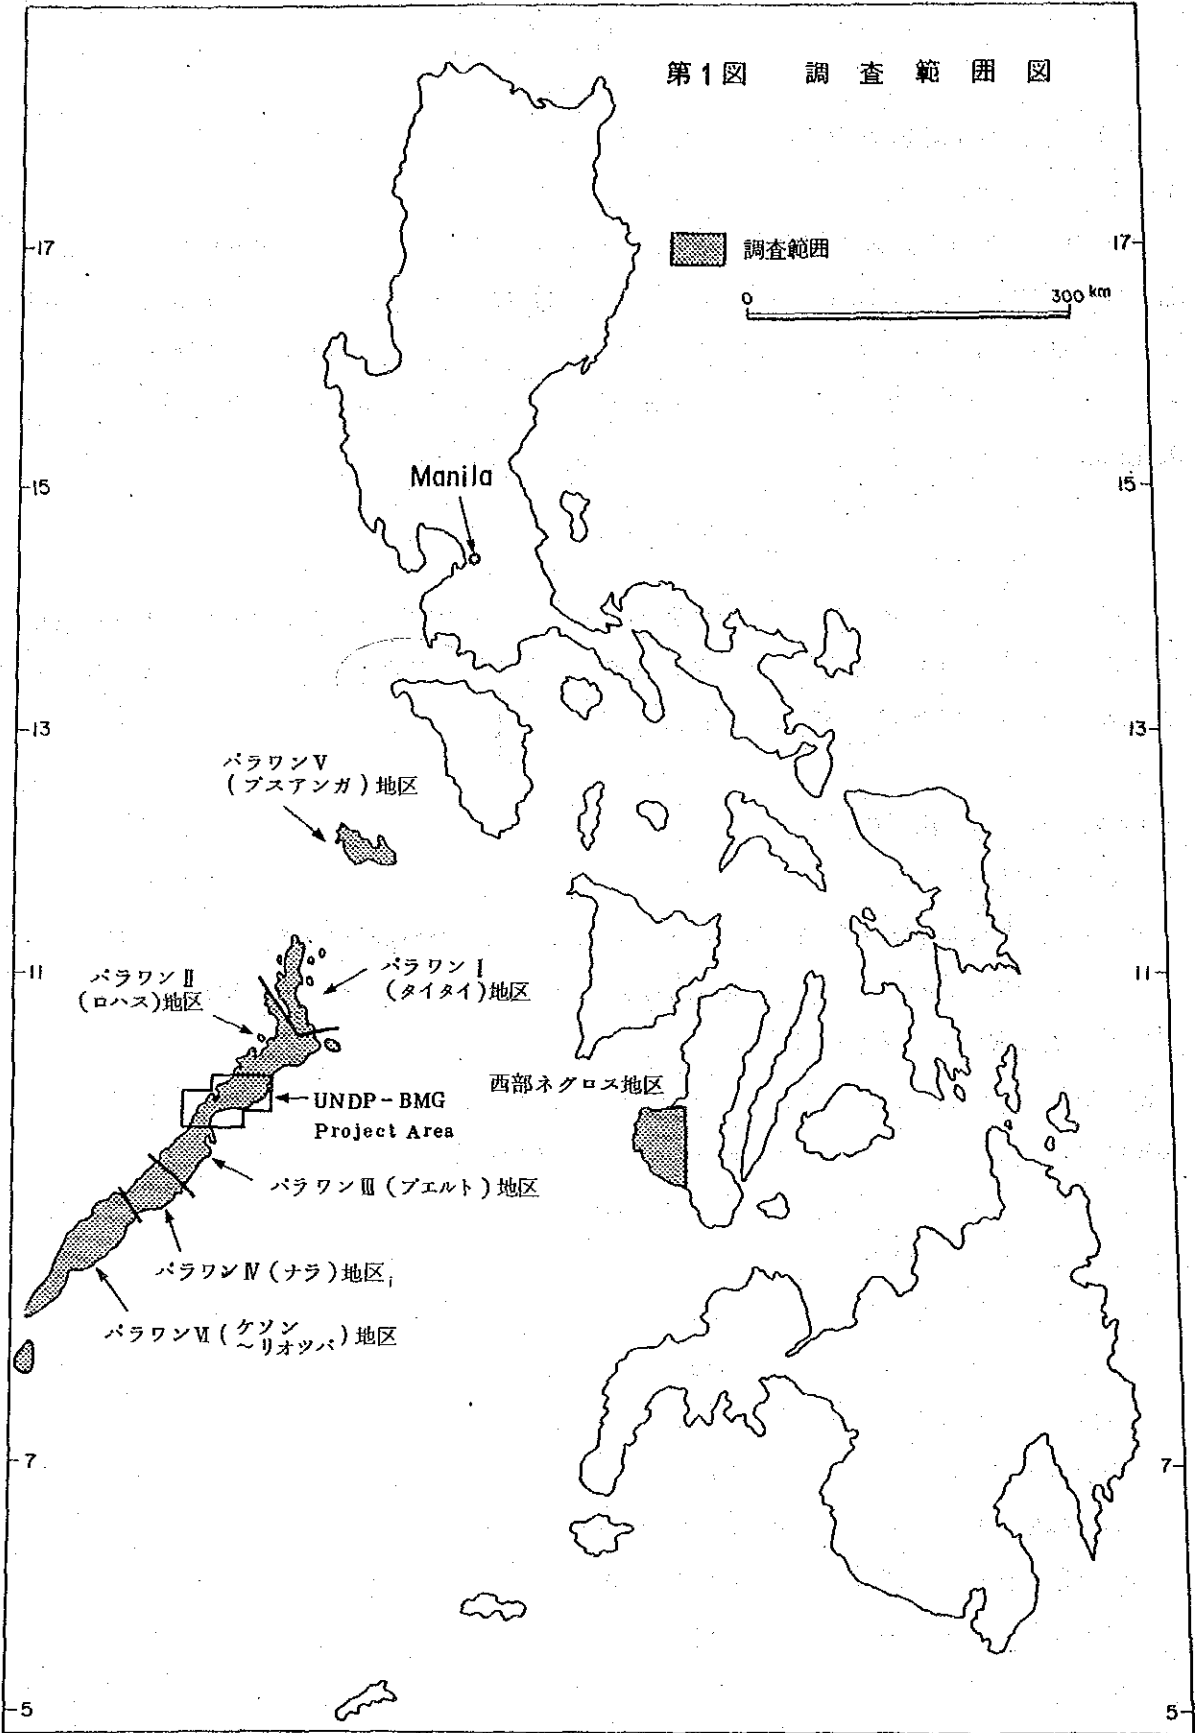 第1図 調査範囲図
17
17
調査範囲
0 300 km
Manila
15
15
13
13
パラワンⅤ
(ブスアンガ)地区
パラワンⅡ
(ロハス)地区
パラワンⅠ
(タイタイ)地区
11
11
西部ネグロス地区
UNDP-BMG
Project Area
パラワンⅢ(プエルト)地区
パラワンⅣ(ナラ)地区
パラワンⅥ(ケソン
~リオツバ)地区
7
7
5
5